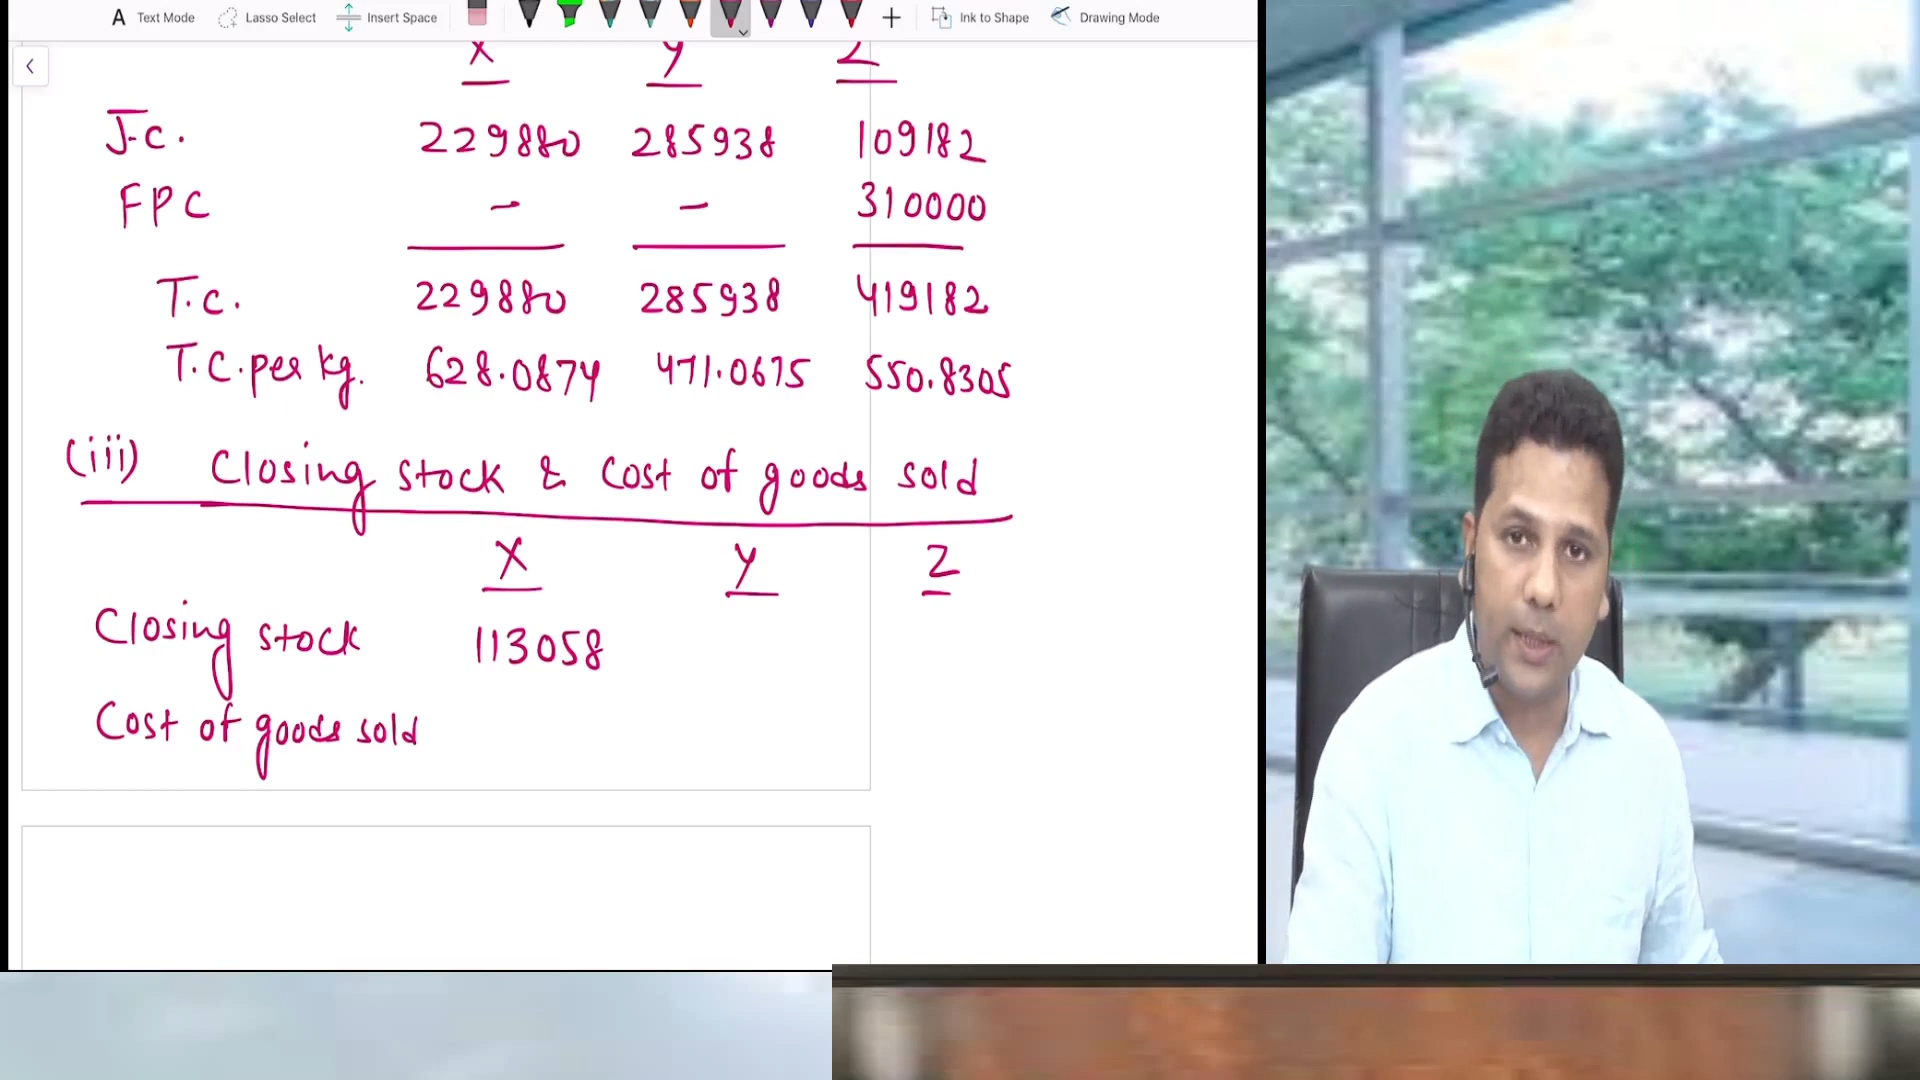 Text Mode Lasso Select Insert Space Ink to Shape Drawing Mode
X Y Z
J.C. 229880 285938 109182
FPC - - 310000
T.C. 229880 285938 419182
T.C. per kg. 628.0874 471.0675 550.8305
(iii) Closing stock & Cost of goods sold
X Y Z
Closing stock 113058
Cost of goods sold